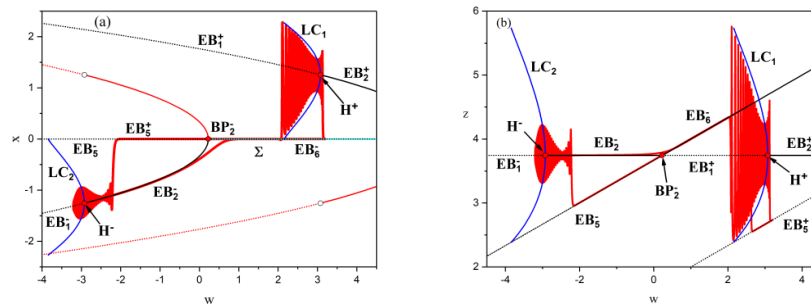 (a)
EB₁⁺
LC₁
EB₂⁺
H⁺
EB₅⁺
BP₂
EB₅⁻
Σ
EB₆⁻
LC₂
EB₂⁻
EB₁⁻
H⁻
x
2
1
0
-1
-2
-4
-3
-2
-1
0
1
2
3
4
w
(b)
LC₂
LC₁
H⁻
EB₂⁻
EB₆⁻
EB₁⁻
EB₁⁺
EB₂⁺
H⁺
BP₂⁻
EB₅⁻
EB₅⁺
z
6
5
4
3
2
-4
-2
0
2
4
w